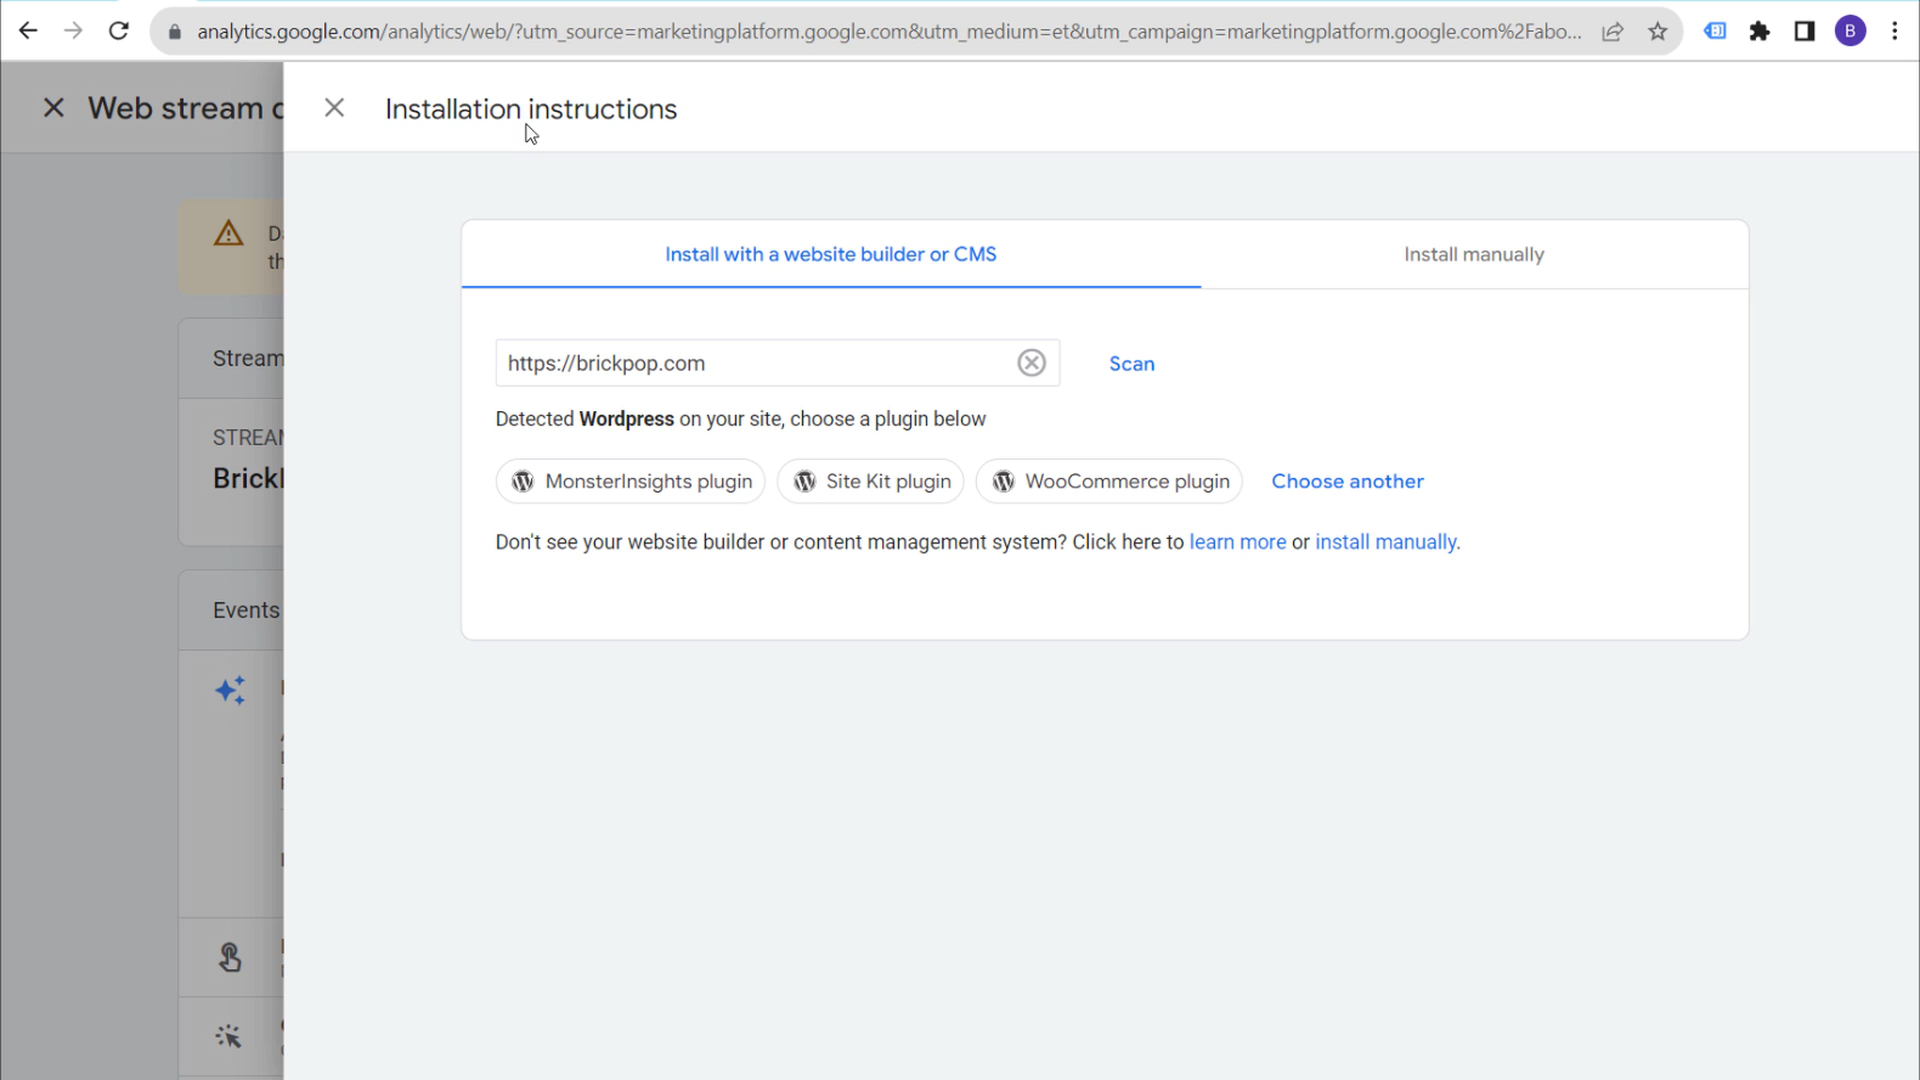 analytics.google.com/analytics/web/?utm_source=marketingplatform.google.com&utm_medium=et&utm_campaign=marketingplatform.google.com%2Fabo...
B
Web stream
Installation instructions
Install with a website builder or CMS
Install manually
https://brickpop.com
Scan
Detected Wordpress on your site, choose a plugin below
MonsterInsights plugin
Site Kit plugin
WooCommerce plugin
Choose another
Don't see your website builder or content management system? Click here to learn more or install manually.
Stream
Events